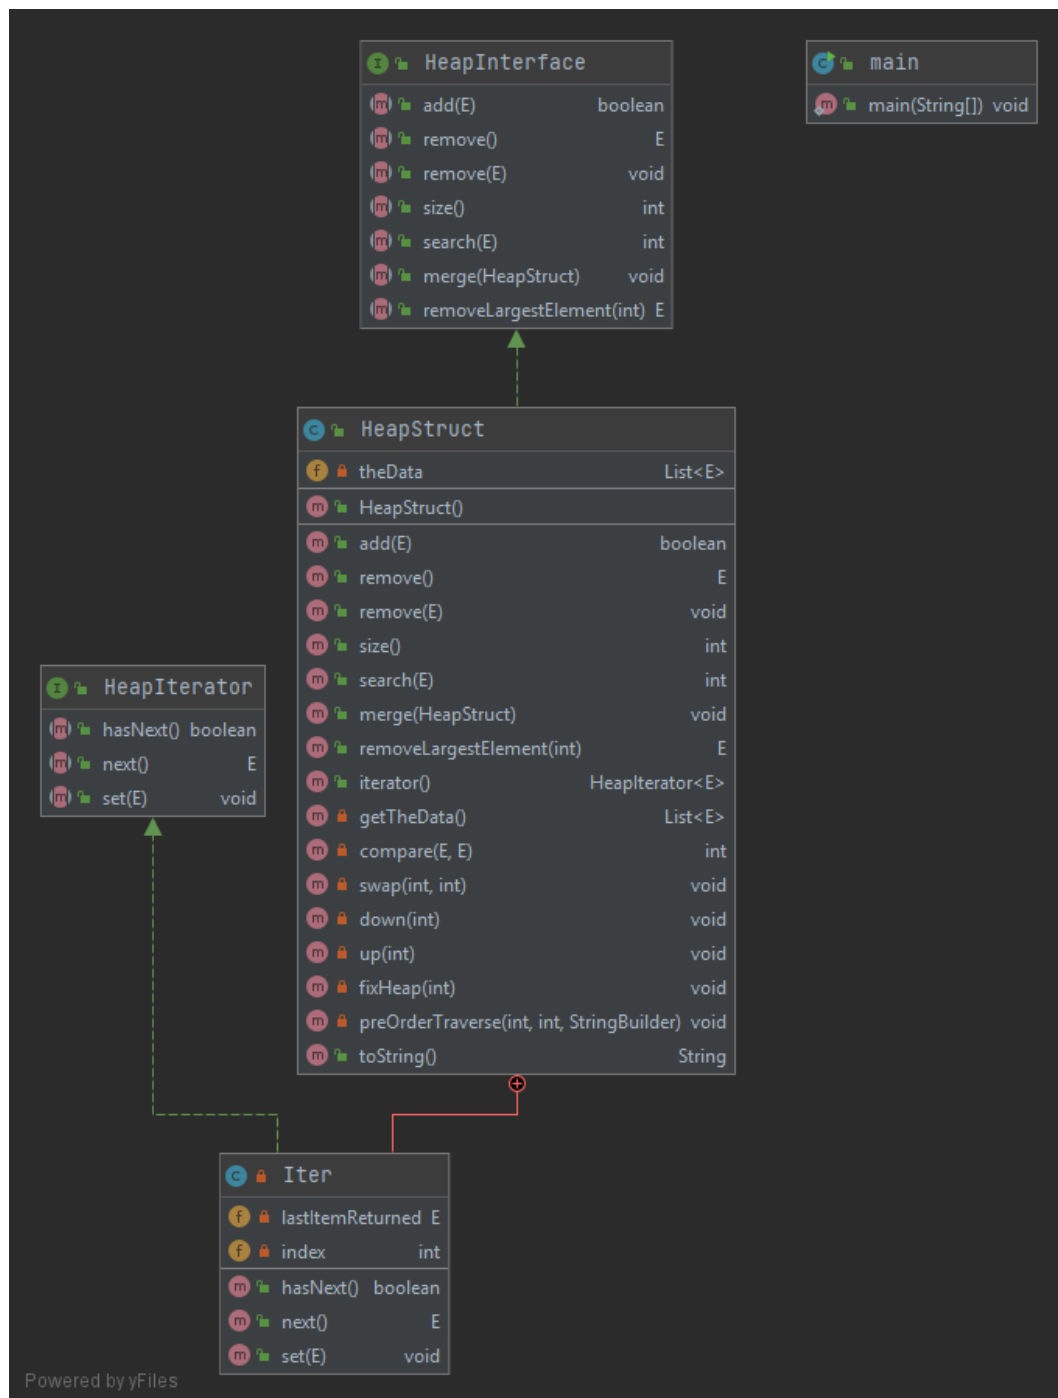 HeapInterface
add(E) boolean
remove() E
remove(E) void
size() int
search(E) int
merge(HeapStruct) void
removeLargestElement(int) E
main
main(String[]) void
HeapStruct
theData List<E>
HeapStruct()
add(E) boolean
remove() E
remove(E) void
size() int
search(E) int
merge(HeapStruct) void
removeLargestElement(int) E
iterator() HeapIterator<E>
getTheData() List<E>
compare(E, E) int
swap(int, int) void
down(int) void
up(int) void
fixHeap(int) void
preOrderTraverse(int, int, StringBuilder) void
toString() String
HeapIterator
hasNext() boolean
next() E
set(E) void
Iter
lastItemReturned E
index int
hasNext() boolean
next() E
set(E) void
Powered by yFiles